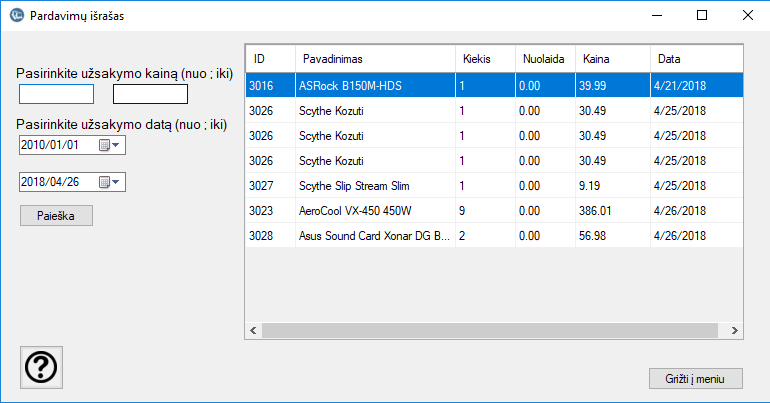 Pardavimų išrašas
Pasirinkite užsakymo kainą (nuo ; iki)
Pasirinkite užsakymo datą (nuo ; iki)
2010/01/01
2018/04/26
Paieška
ID Pavadinimas Kiekis Nuolaida Kaina Data
3016 ASRock B150M-HDS 1 0.00 39.99 4/21/2018
3026 Scythe Kozuti 1 0.00 30.49 4/25/2018
3026 Scythe Kozuti 1 0.00 30.49 4/25/2018
3026 Scythe Kozuti 1 0.00 30.49 4/25/2018
3027 Scythe Slip Stream Slim 1 0.00 9.19 4/25/2018
3023 AeroCool VX-450 450W 9 0.00 386.01 4/26/2018
3028 Asus Sound Card Xonar DG B... 2 0.00 56.98 4/26/2018
?
Grižti į meniu